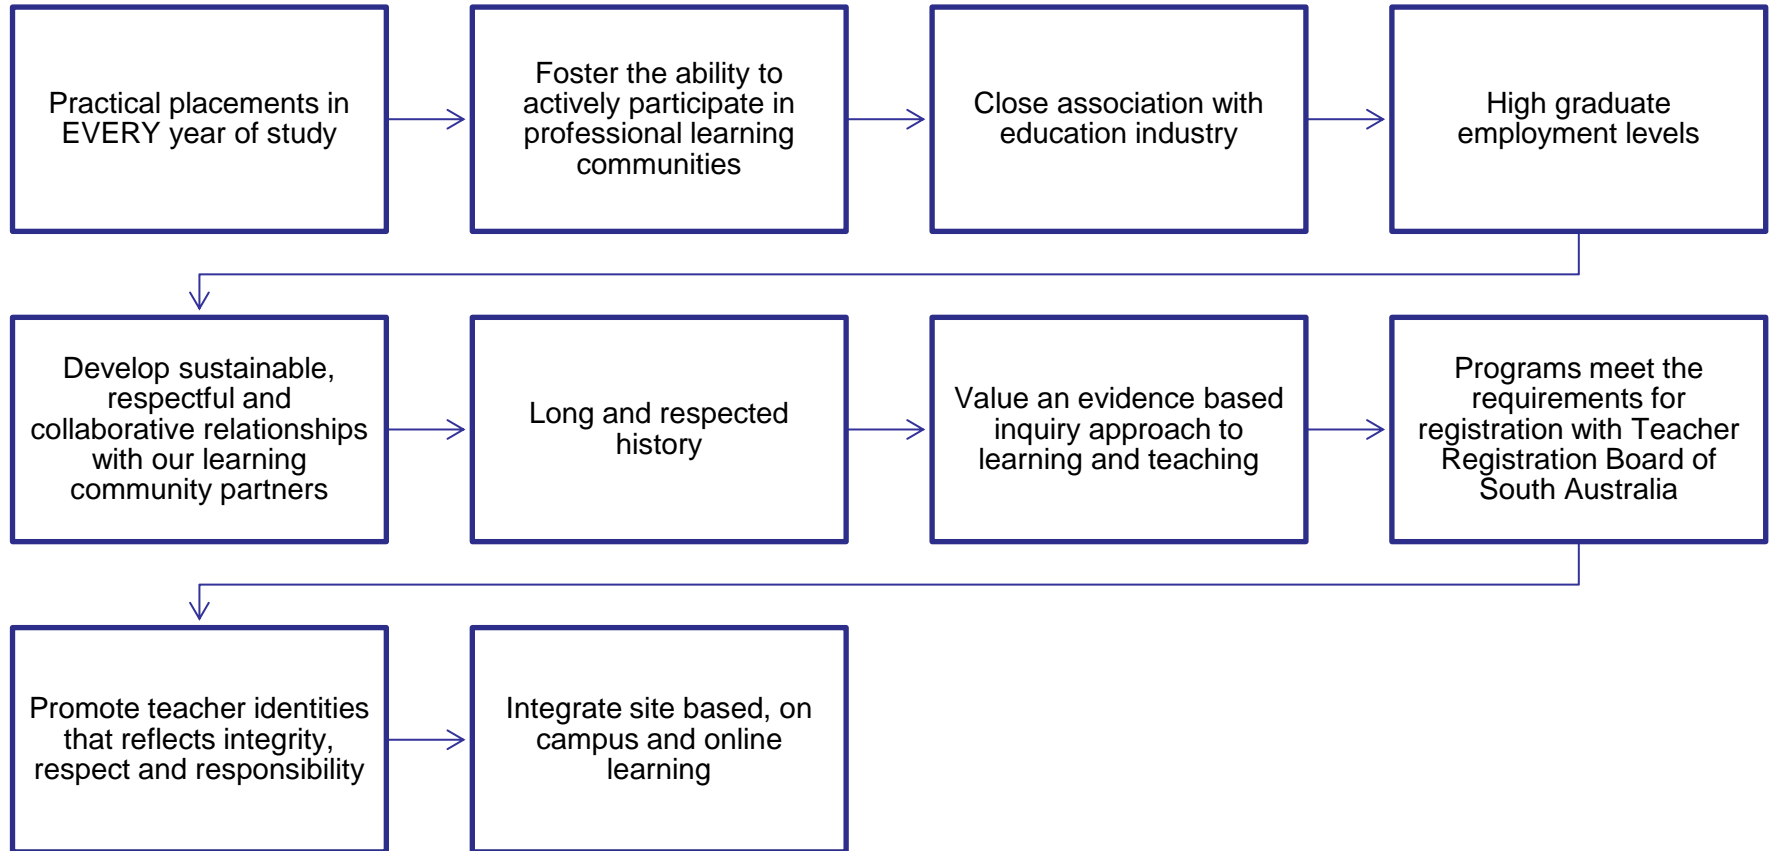 Practical placements in
EVERY year of study
Foster the ability to
actively participate in
professional learning
communities
Close association with
education industry
High graduate
employment levels
Develop sustainable,
respectful and
collaborative relationships
with our learning
community partners
Long and respected
history
Value an evidence based
inquiry approach to
learning and teaching
Programs meet the
requirements for
registration with Teacher
Registration Board of
South Australia
Promote teacher identities
that reflects integrity,
respect and responsibility
Integrate site based, on
campus and online
learning